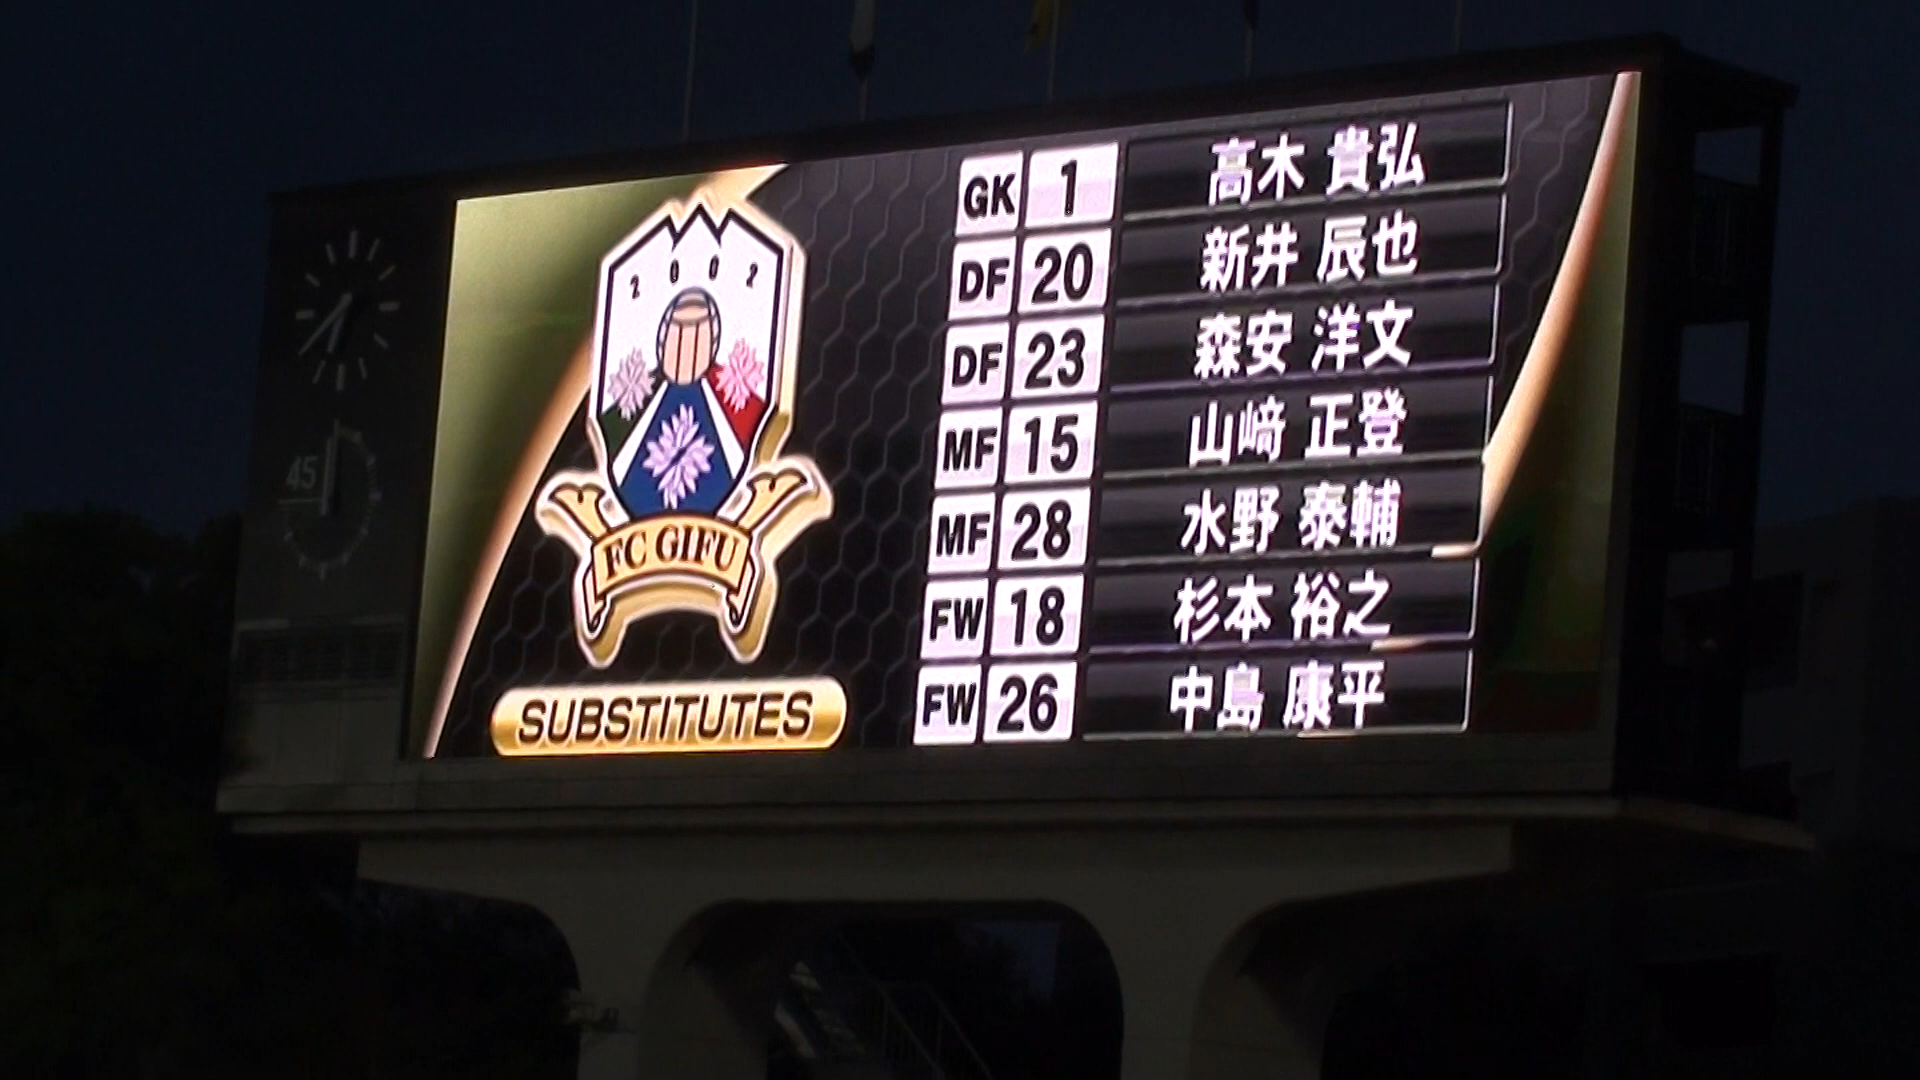 2002
FC GIFU
SUBSTITUTES
GK 1 高木 貴弘
DF 20 新井 辰也
DF 23 森安 洋文
MF 15 山﨑 正登
MF 28 水野 泰輔
FW 18 杉本 裕之
FW 26 中島 康平
45